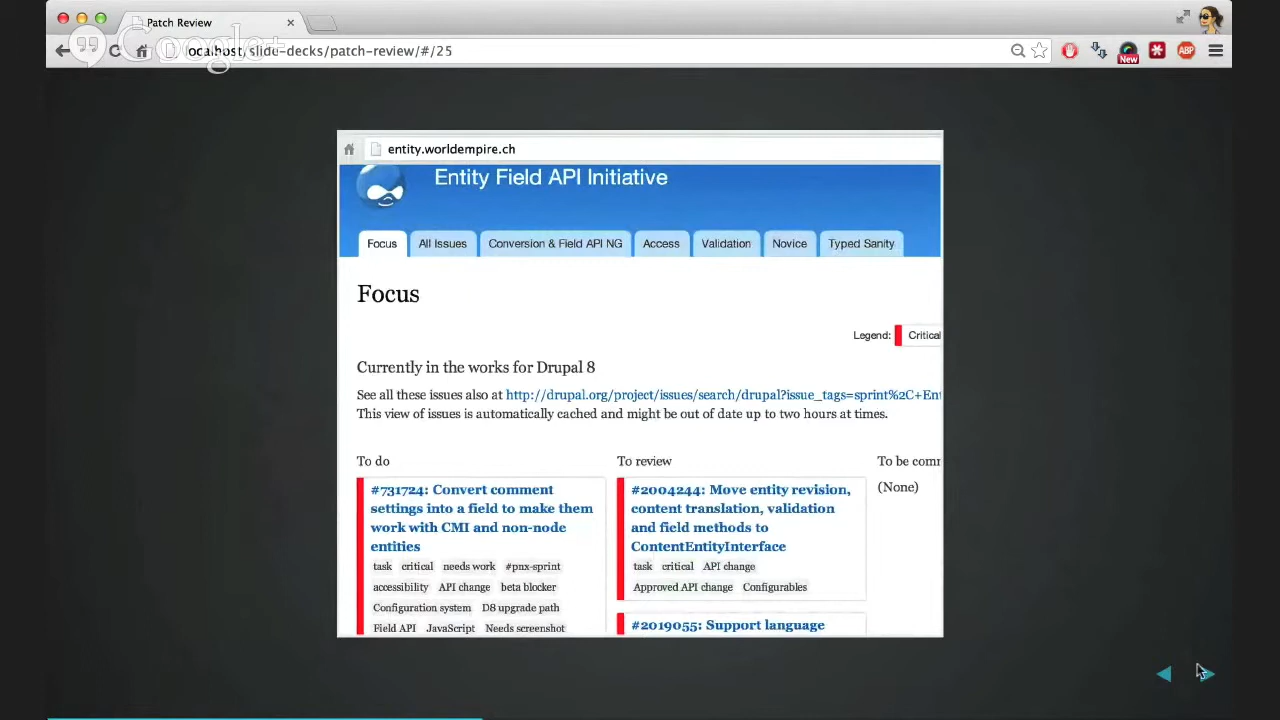 Patch Review
Google+
localhost/slide-decks/patch-review/#/25
New
ABP
entity.worldempire.ch
Entity Field API Initiative
Focus
All Issues
Conversion & Field API NG
Access
Validation
Novice
Typed Sanity
Focus
Legend:
Critical
Currently in the works for Drupal 8
See all these issues also at http://drupal.org/project/issues/search/drupal?issue_tags=sprint%2C+Ent
This view of issues is automatically cached and might be out of date up to two hours at times.
To do
To review
To be comm
(None)
#731724: Convert comment
settings into a field to make them
work with CMI and non-node
entities
task critical needs work #pnx-sprint
accessibility API change beta blocker
Configuration system D8 upgrade path
Field API JavaScript Needs screenshot
#2004244: Move entity revision,
content translation, validation
and field methods to
ContentEntityInterface
task critical API change
Approved API change Configurables
#2019055: Support language